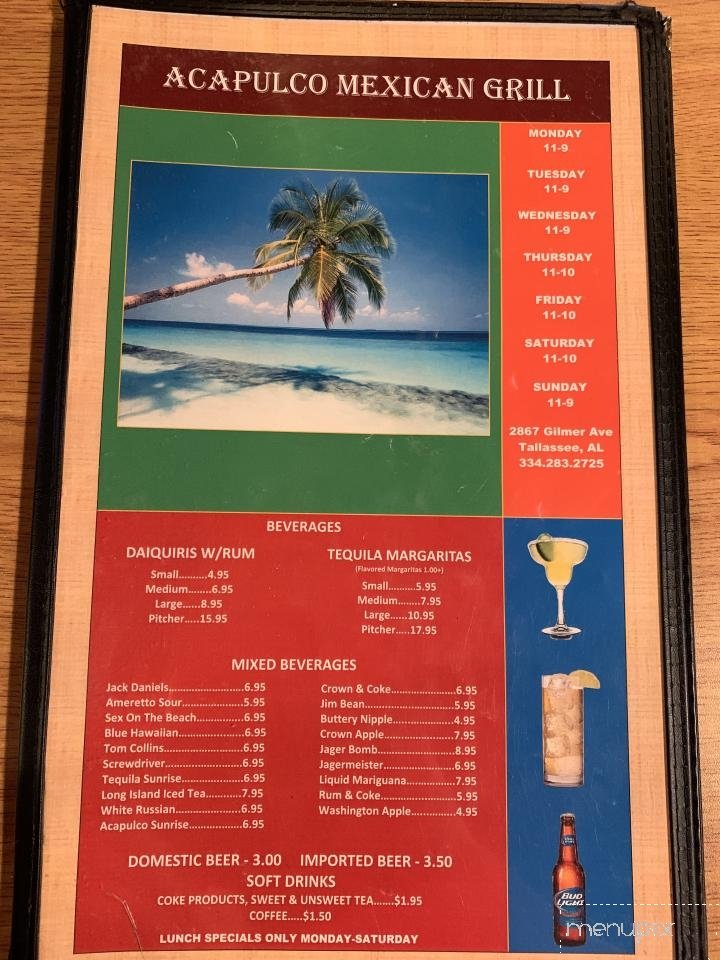 ACAPULCO MEXICAN GRILL
MONDAY
11-9
TUESDAY
11-9
WEDNESDAY
11-9
THURSDAY
11-10
FRIDAY
11-10
SATURDAY
11-10
SUNDAY
11-9
2867 Gilmer Ave
Tallassee, AL
334.283.2725
BEVERAGES
DAIQUIRIS W/RUM
Small..........4.95
Medium........6.95
Large......8.95
Pitcher.....15.95
TEQUILA MARGARITAS
(Flavored Margaritas 1.00+)
Small..........5.95
Medium........7.95
Large......10.95
Pitcher.....17.95
MIXED BEVERAGES
Jack Daniels..........................6.95
Ameretto Sour.....................5.95
Sex On The Beach................6.95
Blue Hawaiian.......................6.95
Tom Collins...........................6.95
Screwdriver...........................6.95
Tequila Sunrise.....................6.95
Long Island Iced Tea............7.95
White Russian.......................6.95
Acapulco Sunrise..................6.95
Crown & Coke......................6.95
Jim Bean...............................5.95
Buttery Nipple.....................4.95
Crown Apple........................7.95
Jager Bomb...........................8.95
Jagermeister.........................6.95
Liquid Mariguana.................7.95
Rum & Coke..........................5.95
Washington Apple...............4.95
DOMESTIC BEER - 3.00 IMPORTED BEER - 3.50
SOFT DRINKS
COKE PRODUCTS, SWEET & UNSWEET TEA.......$1.95
COFFEE.....$1.50
LUNCH SPECIALS ONLY MONDAY-SATURDAY
BUD
LIGHT
menupix